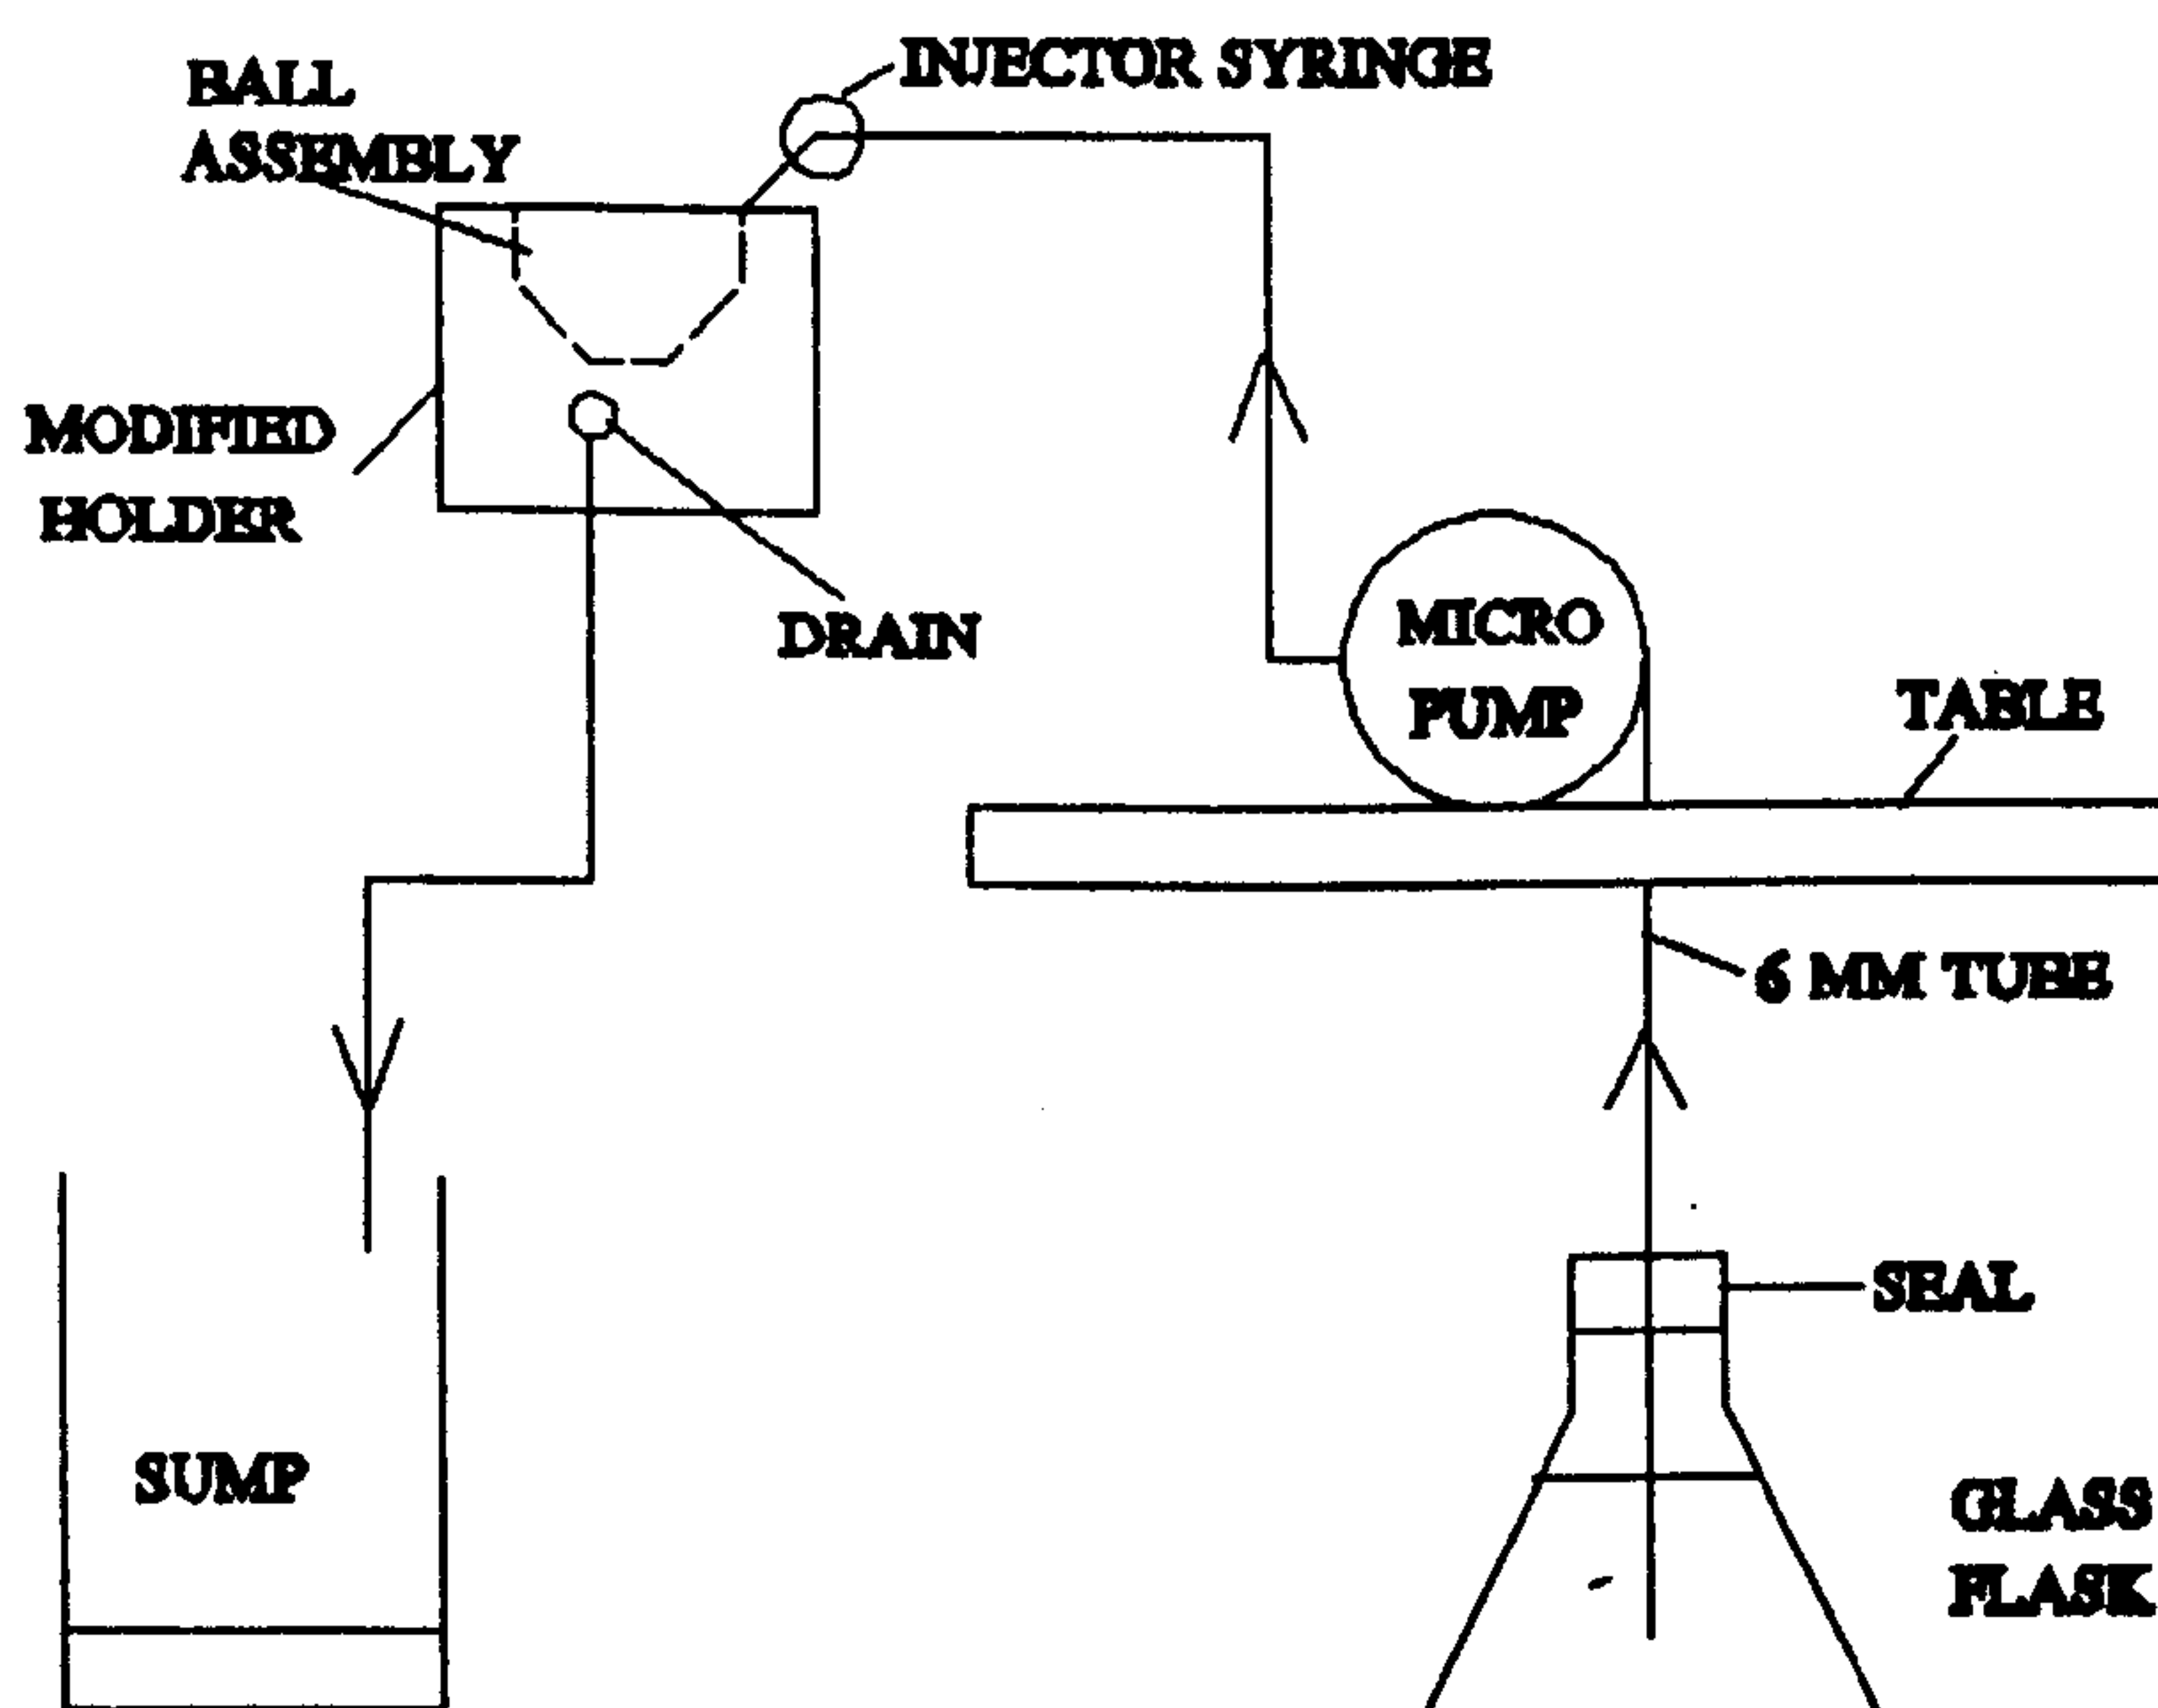 BALL
ASSEMBLY
INJECTOR SYRINGE
MODIFIED
HOLDER
DRAIN
MICRO
PUMP
TABLE
6 MM TUBE
SEAL
SUMP
GLASS
FLASK